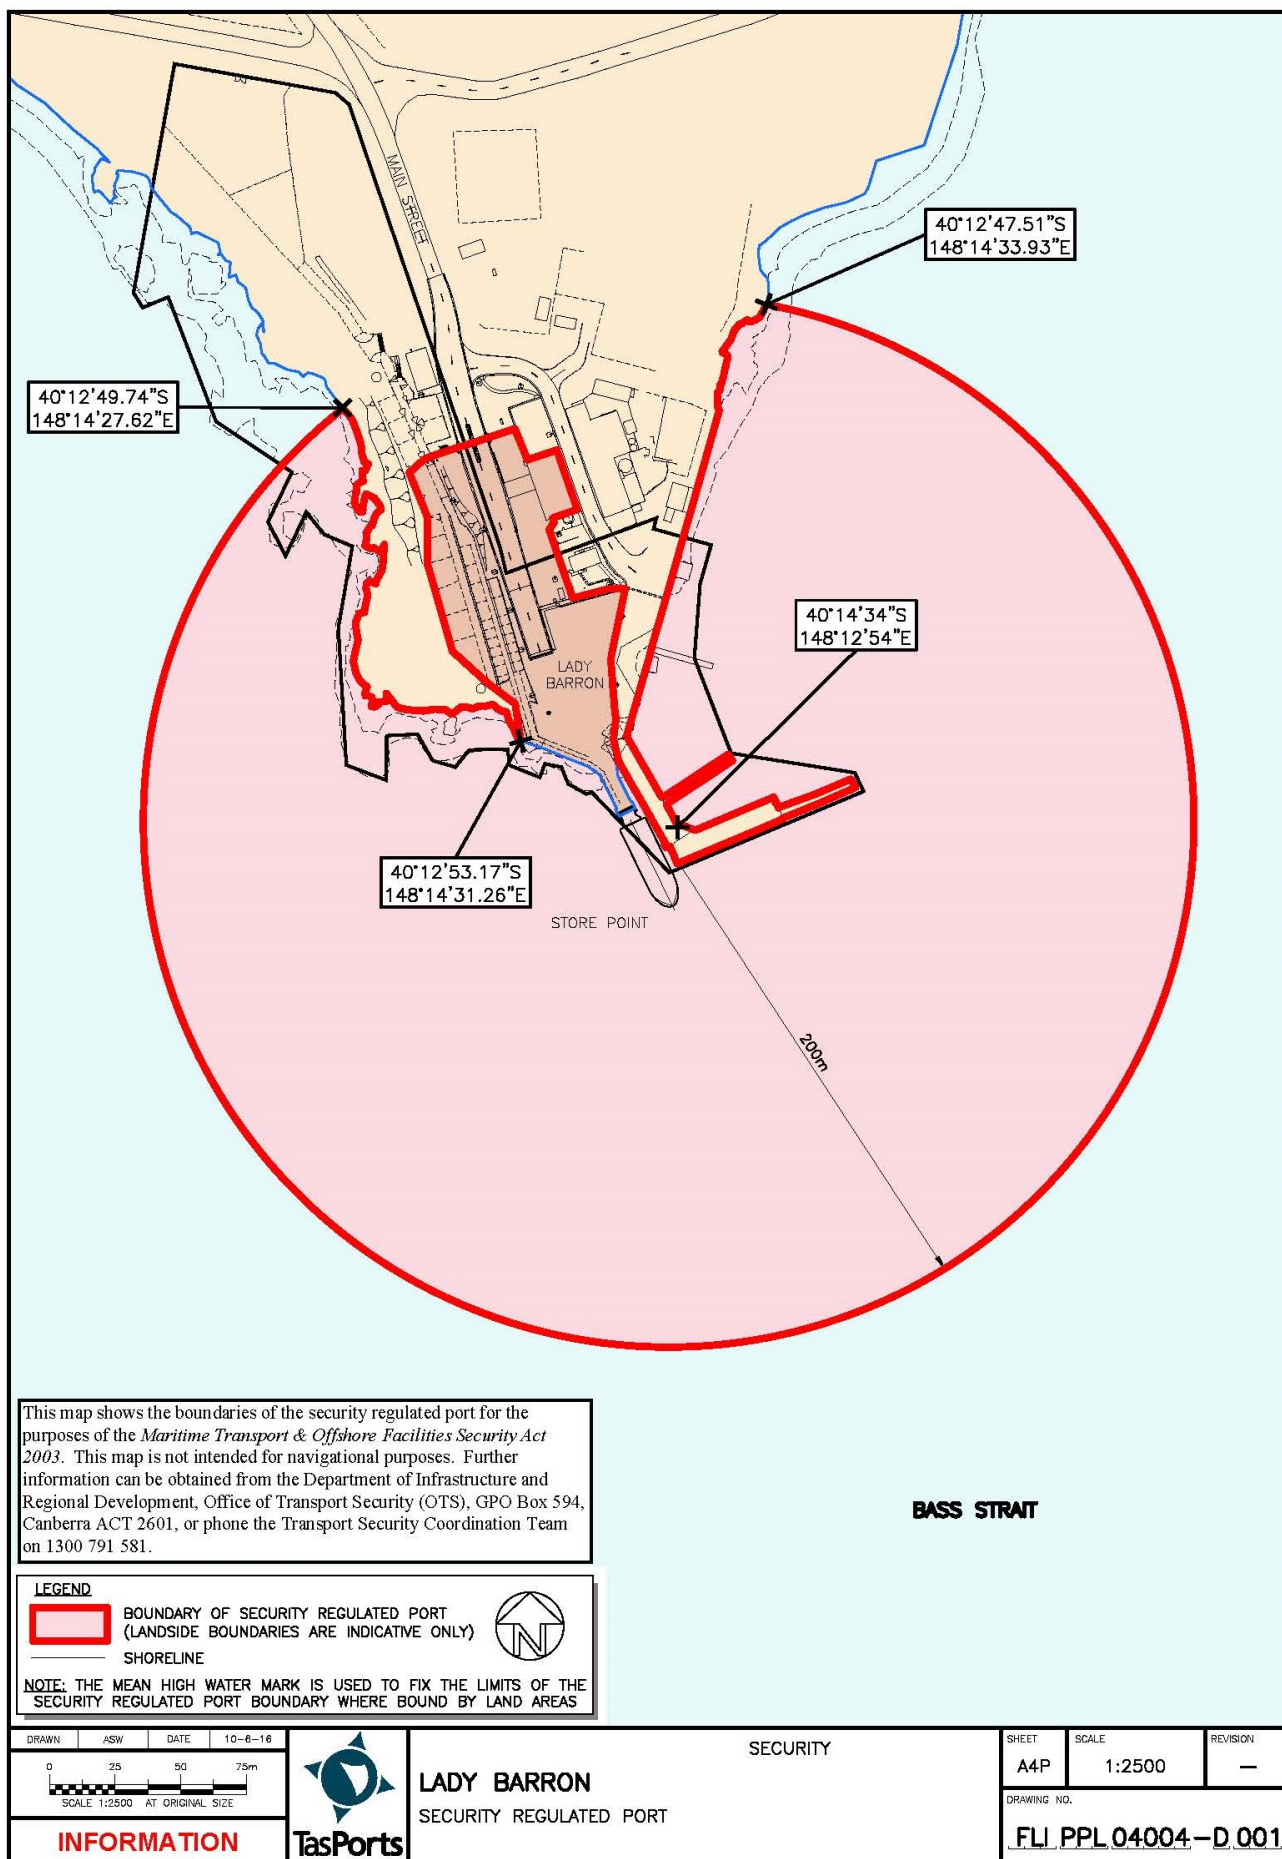 MAIN STREET
40°12'47.51"S
148°14'33.93"E
40°12'49.74"S
148°14'27.62"E
40°14'34"S
148°12'54"E
LADY
BARRON
40°12'53.17"S
148°14'31.26"E
STORE POINT
200m
This map shows the boundaries of the security regulated port for the
purposes of the Maritime Transport & Offshore Facilities Security Act
2003. This map is not intended for navigational purposes. Further
information can be obtained from the Department of Infrastructure and
Regional Development, Office of Transport Security (OTS), GPO Box 594,
Canberra ACT 2601, or phone the Transport Security Coordination Team
on 1300 791 581.
BASS STRAIT
LEGEND
BOUNDARY OF SECURITY REGULATED PORT
(LANDSIDE BOUNDARIES ARE INDICATIVE ONLY)
SHORELINE
N
NOTE: THE MEAN HIGH WATER MARK IS USED TO FIX THE LIMITS OF THE
SECURITY REGULATED PORT BOUNDARY WHERE BOUND BY LAND AREAS
DRAWN ASW DATE 10-6-16
0 25 50 75m
SCALE 1:2500 AT ORIGINAL SIZE
INFORMATION
TasPorts
SECURITY
LADY BARRON
SECURITY REGULATED PORT
SHEET SCALE REVISION
A4P 1:2500 —
DRAWING NO.
FLI PPL 04004-D 001